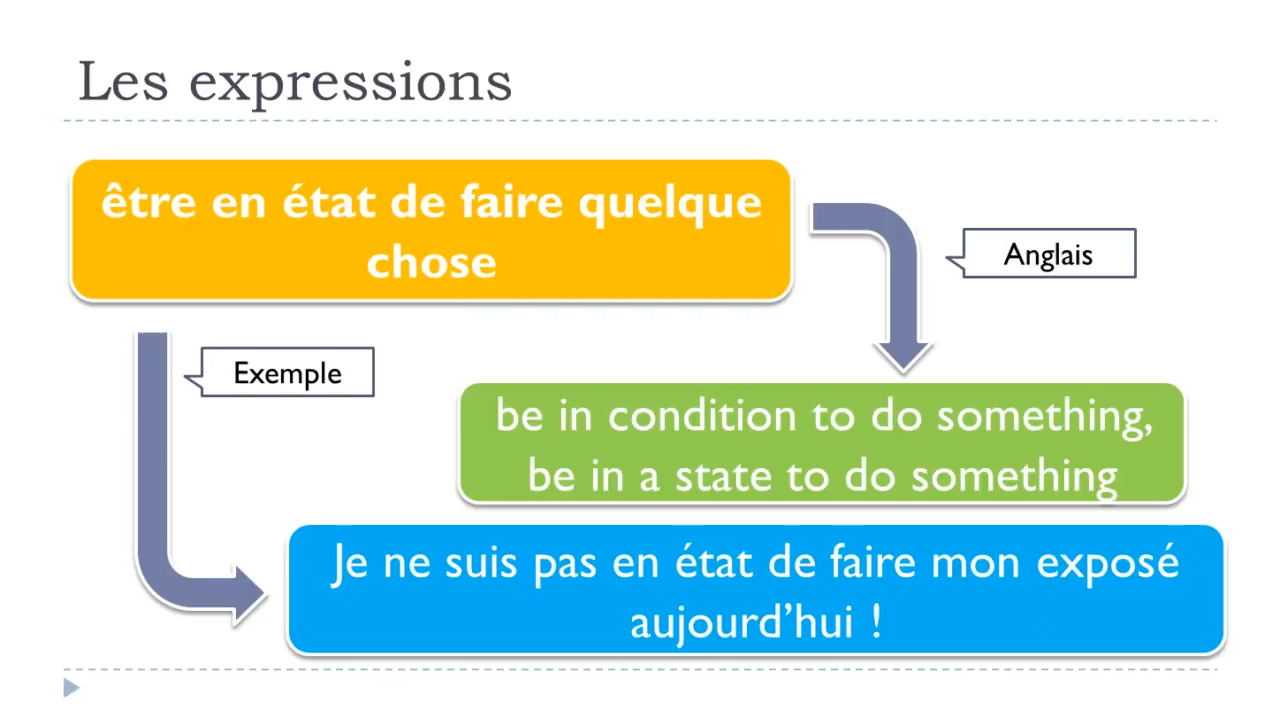 Les expressions
être en état de faire quelque
chose
Anglais
Exemple
be in condition to do something,
be in a state to do something
Je ne suis pas en état de faire mon exposé
aujourd’hui !